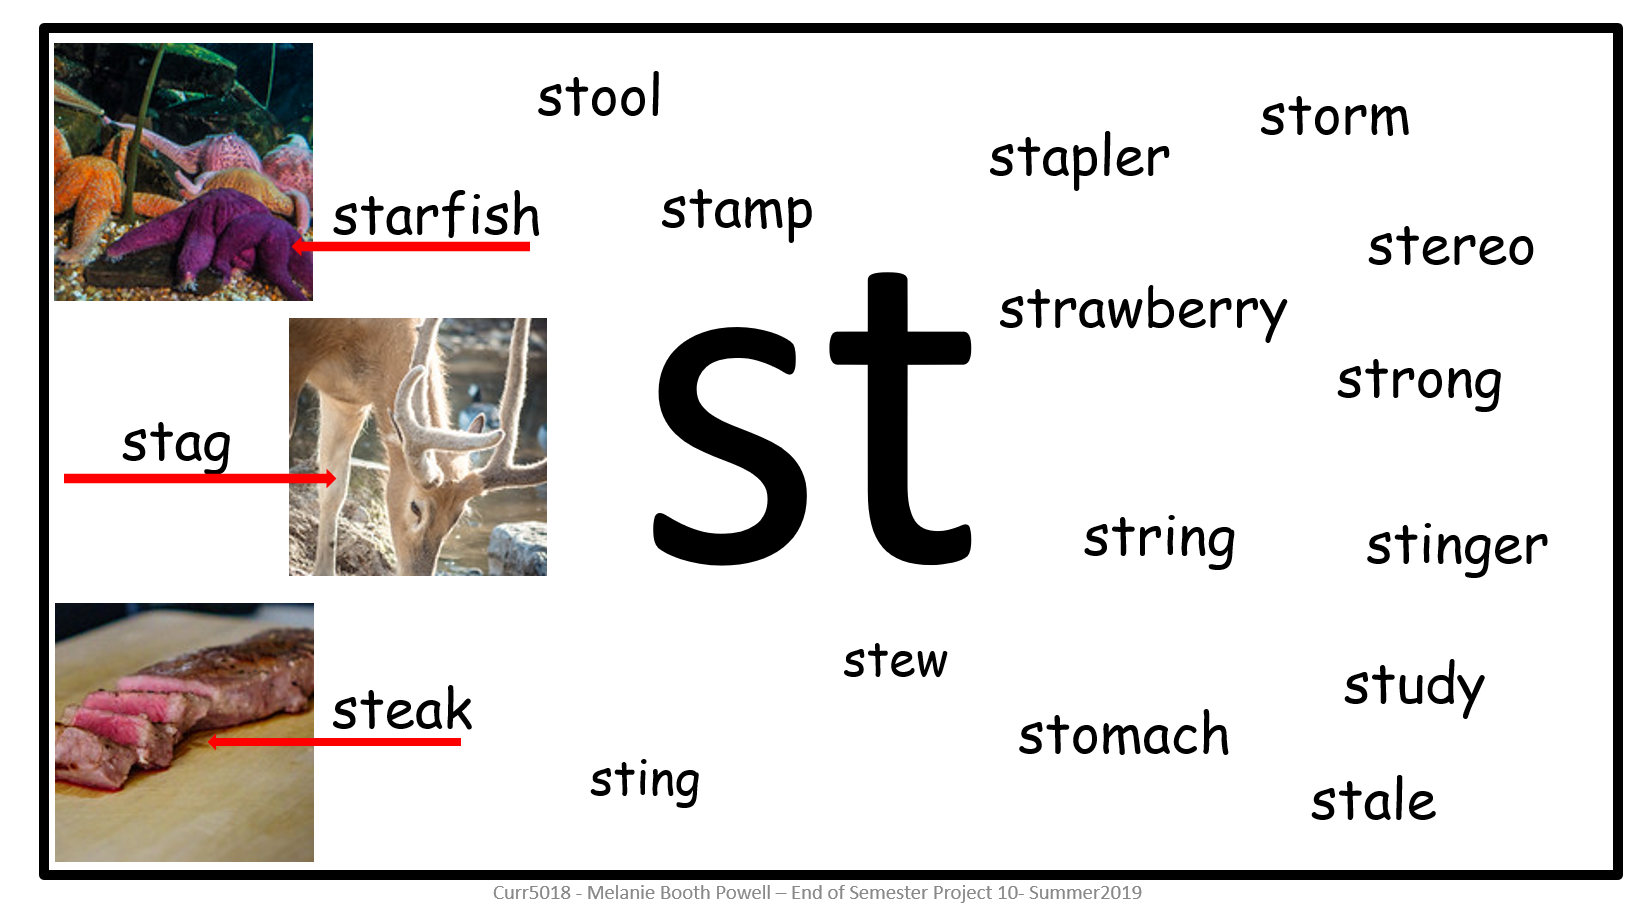 stool
storm
stapler
starfish
stamp
stereo
strawberry
st
strong
stag
string
stinger
stew
study
steak
stomach
sting
stale
Curr5018 - Melanie Booth Powell – End of Semester Project 10- Summer2019